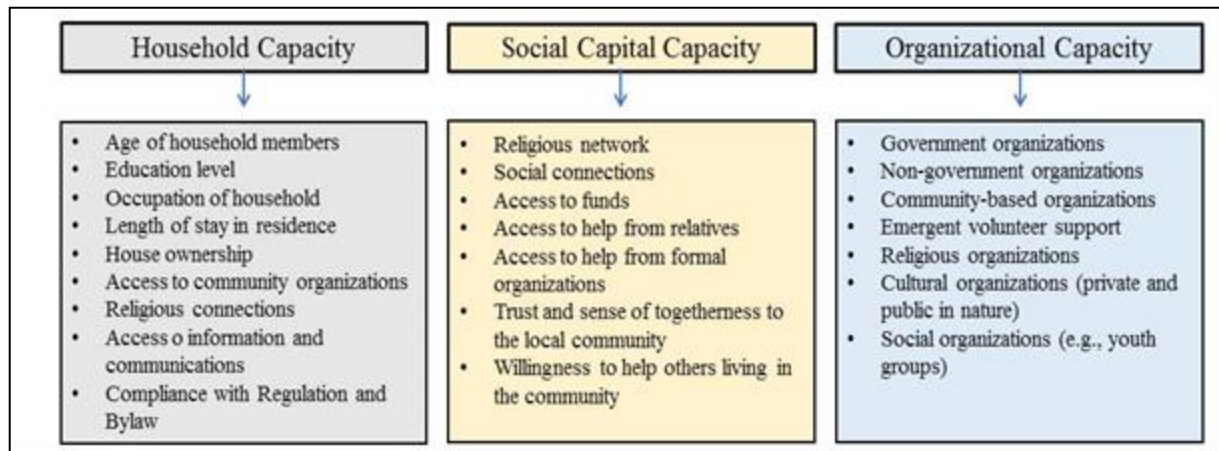 Household Capacity
• Age of household members
• Education level
• Occupation of household
• Length of stay in residence
• House ownership
• Access to community organizations
• Religious connections
• Access o information and
communications
• Compliance with Regulation and
Bylaw
Social Capital Capacity
• Religious network
• Social connections
• Access to funds
• Access to help from relatives
• Access to help from formal
organizations
• Trust and sense of togetherness to
the local community
• Willingness to help others living in
the community
Organizational Capacity
• Government organizations
• Non-government organizations
• Community-based organizations
• Emergent volunteer support
• Religious organizations
• Cultural organizations (private and
public in nature)
• Social organizations (e.g., youth
groups)